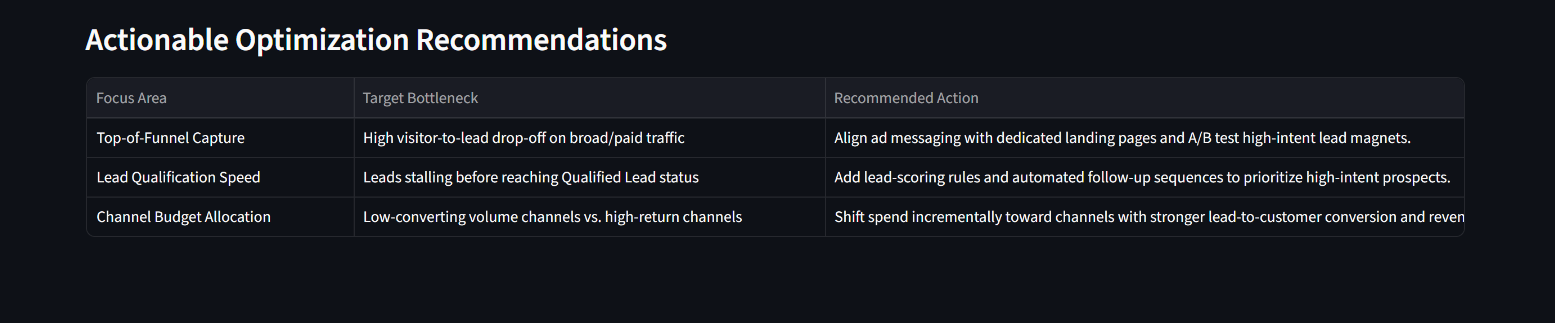 Actionable Optimization Recommendations
Focus Area Target Bottleneck Recommended Action
Top-of-Funnel Capture High visitor-to-lead drop-off on broad/paid traffic Align ad messaging with dedicated landing pages and A/B test high-intent lead magnets.
Lead Qualification Speed Leads stalling before reaching Qualified Lead status Add lead-scoring rules and automated follow-up sequences to prioritize high-intent prospects.
Channel Budget Allocation Low-converting volume channels vs. high-return channels Shift spend incrementally toward channels with stronger lead-to-customer conversion and